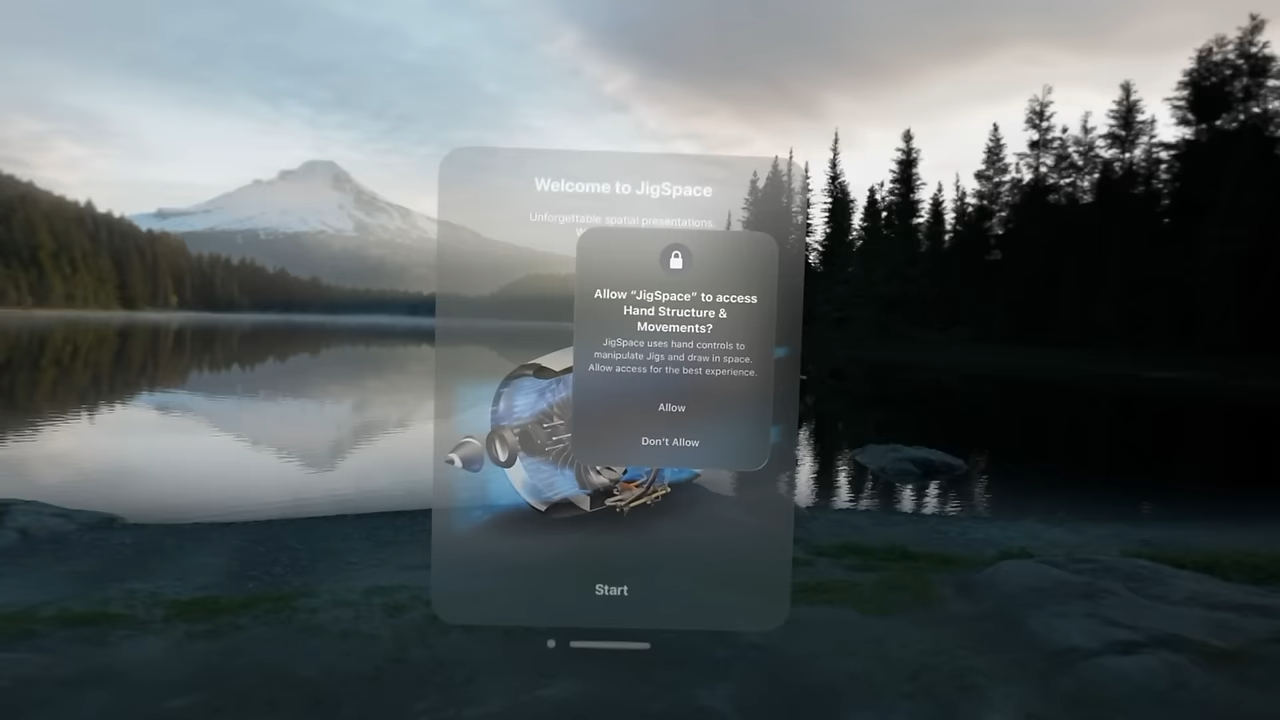 Welcome to JigSpace
Unforgettable spatial presentations.
Allow “JigSpace” to access
Hand Structure &
Movements?
JigSpace uses hand controls to
manipulate Jigs and draw in space.
Allow access for the best experience.
Allow
Don’t Allow
Start